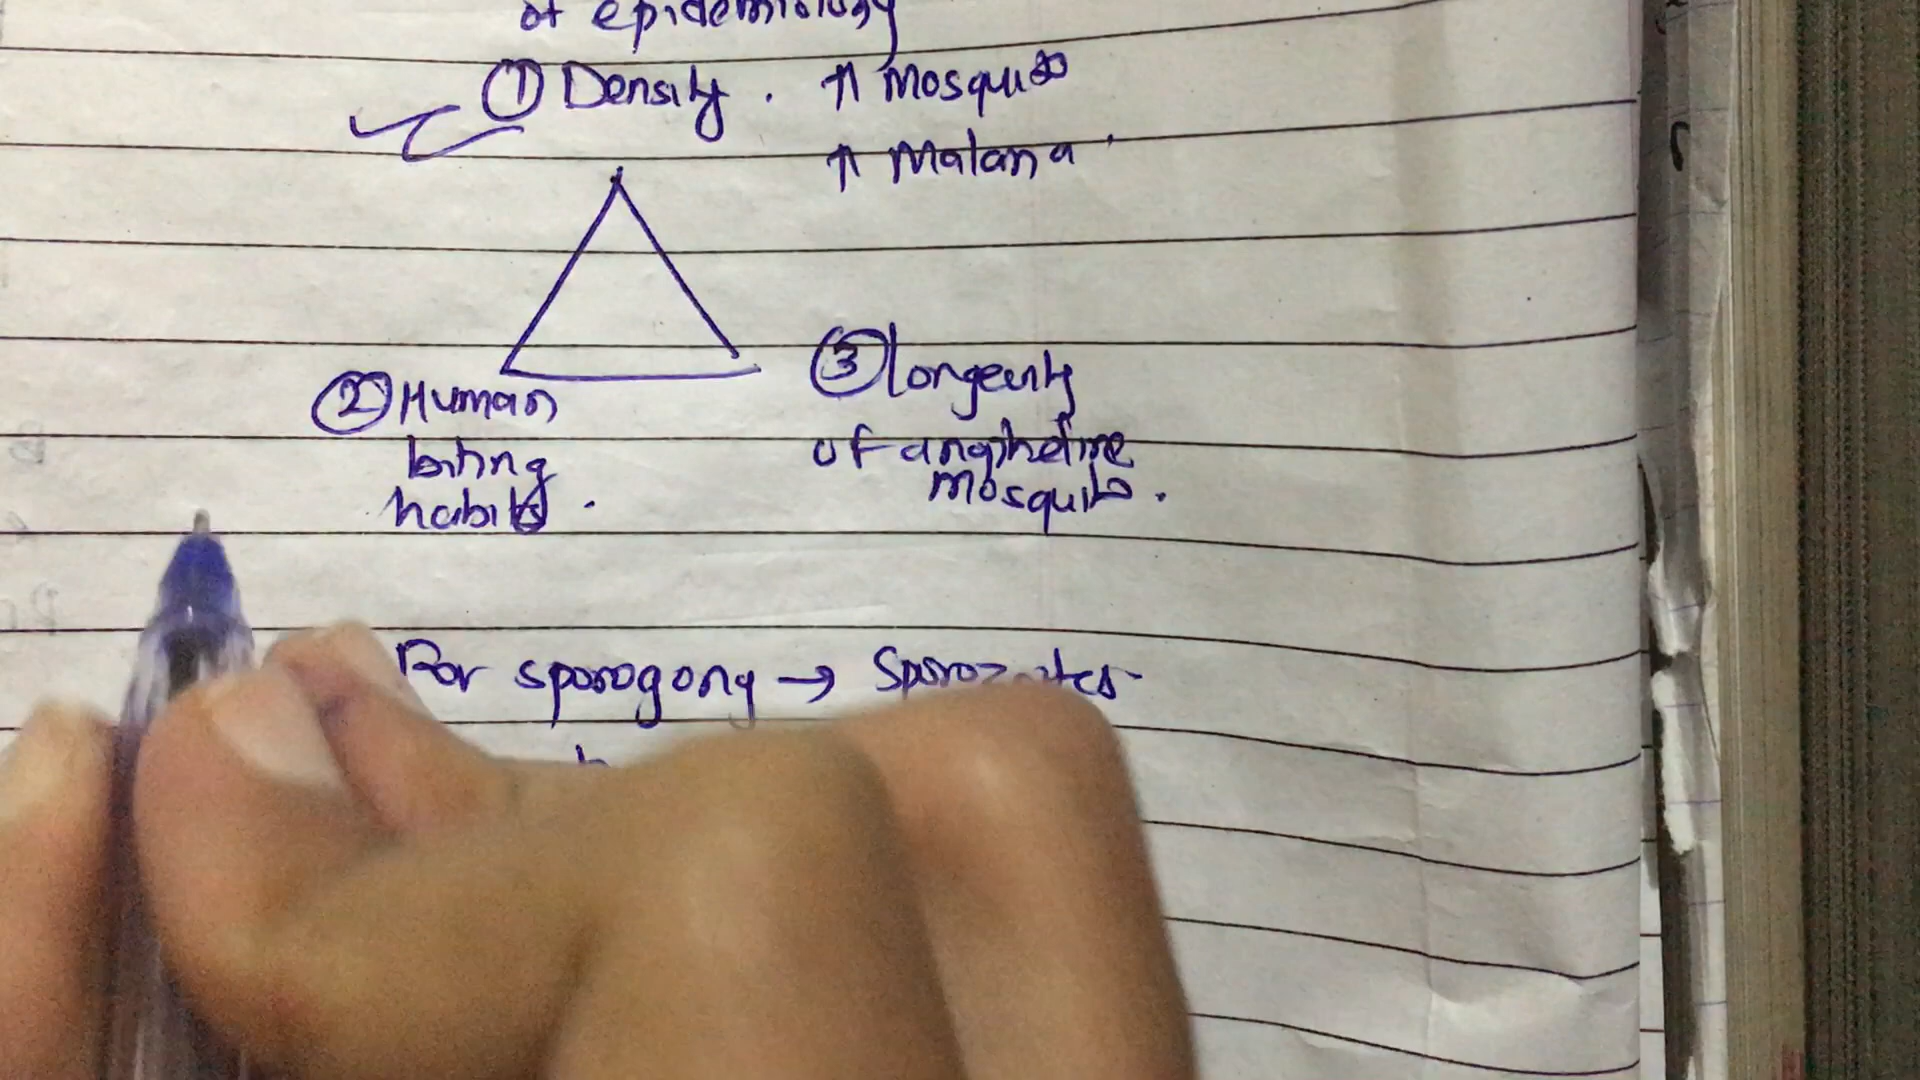 of epidemiology
① Density. ↑ Mosquito
↑ Malaria
② Human
biting
habits.
③ longevity
of anopheline
mosquito.
For sporogony → Sporozoites